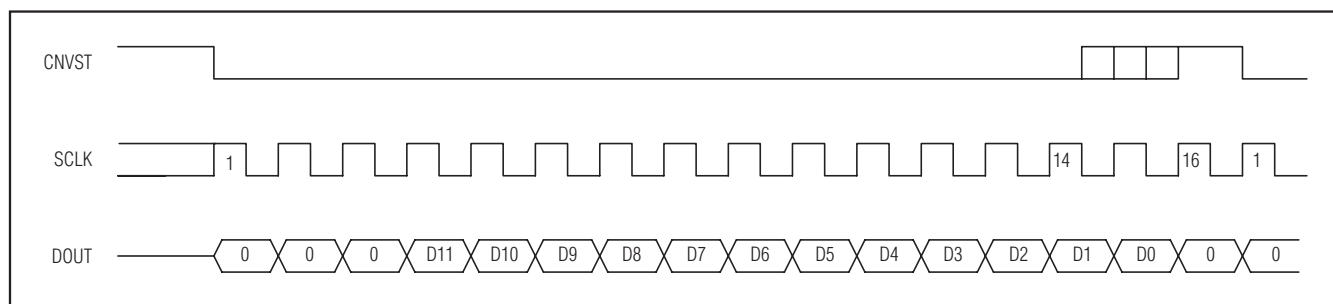 CNVST
SCLK 1 14 16 1
DOUT 0 0 0 D11 D10 D9 D8 D7 D6 D5 D4 D3 D2 D1 D0 0 0